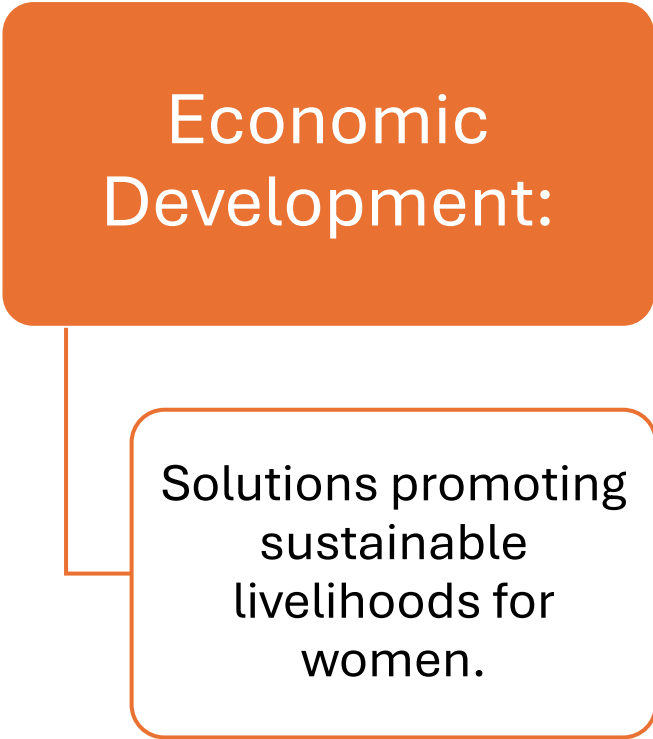 Economic
Development:
Solutions promoting
sustainable
livelihoods for
women.